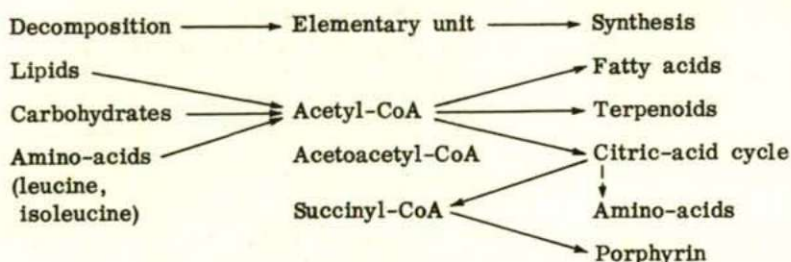 Decomposition Elementary unit Synthesis
Lipids Fatty acids
Carbohydrates Acetyl-CoA Terpenoids
Amino-acids Acetoacetyl-CoA Citric-acid cycle
(leucine,
isoleucine) Succinyl-CoA Amino-acids
Porphyrin